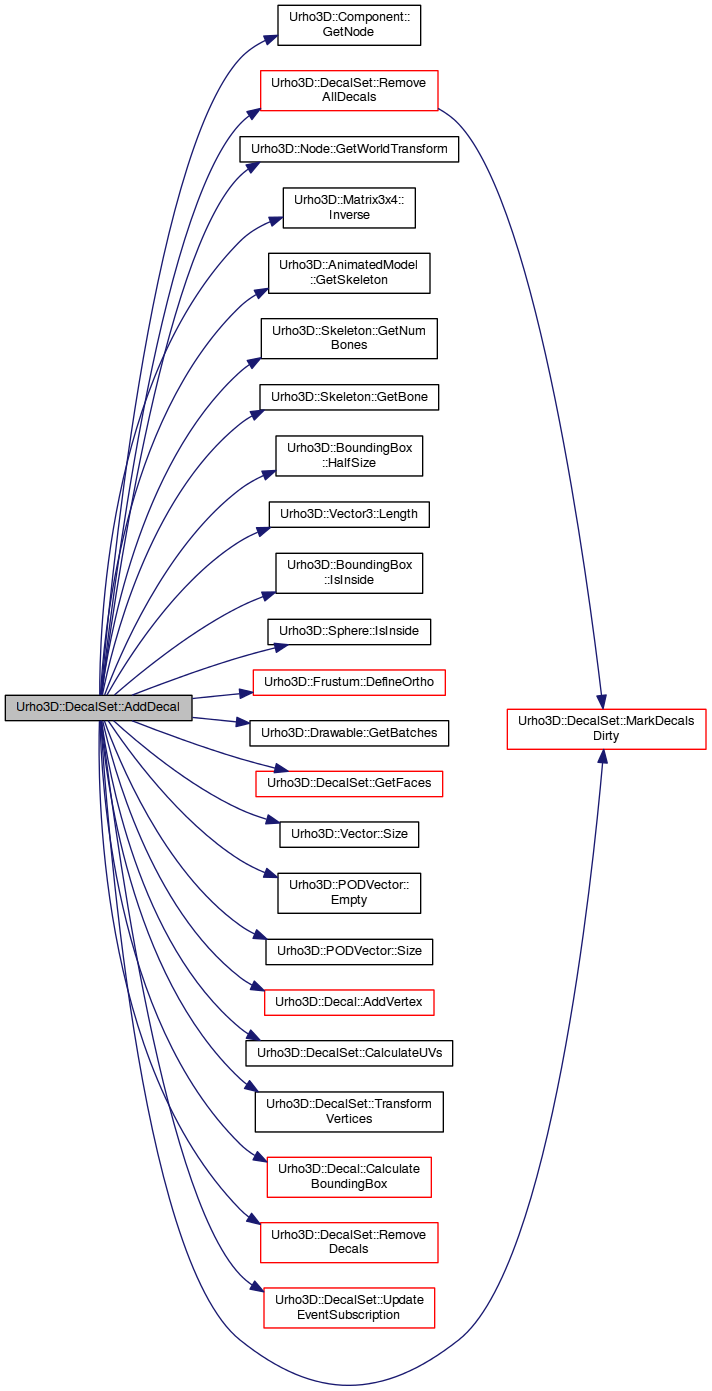 Urho3D::Component::
GetNode
Urho3D::DecalSet::Remove
AllDecals
Urho3D::Node::GetWorldTransform
Urho3D::Matrix3x4::
Inverse
Urho3D::AnimatedModel
::GetSkeleton
Urho3D::Skeleton::GetNum
Bones
Urho3D::Skeleton::GetBone
Urho3D::BoundingBox
::HalfSize
Urho3D::Vector3::Length
Urho3D::BoundingBox
::IsInside
Urho3D::Sphere::IsInside
Urho3D::Frustum::DefineOrtho
Urho3D::DecalSet::AddDecal
Urho3D::DecalSet::MarkDecals
Dirty
Urho3D::Drawable::GetBatches
Urho3D::DecalSet::GetFaces
Urho3D::Vector::Size
Urho3D::PODVector::
Empty
Urho3D::PODVector::Size
Urho3D::Decal::AddVertex
Urho3D::DecalSet::CalculateUVs
Urho3D::DecalSet::Transform
Vertices
Urho3D::Decal::Calculate
BoundingBox
Urho3D::DecalSet::Remove
Decals
Urho3D::DecalSet::Update
EventSubscription